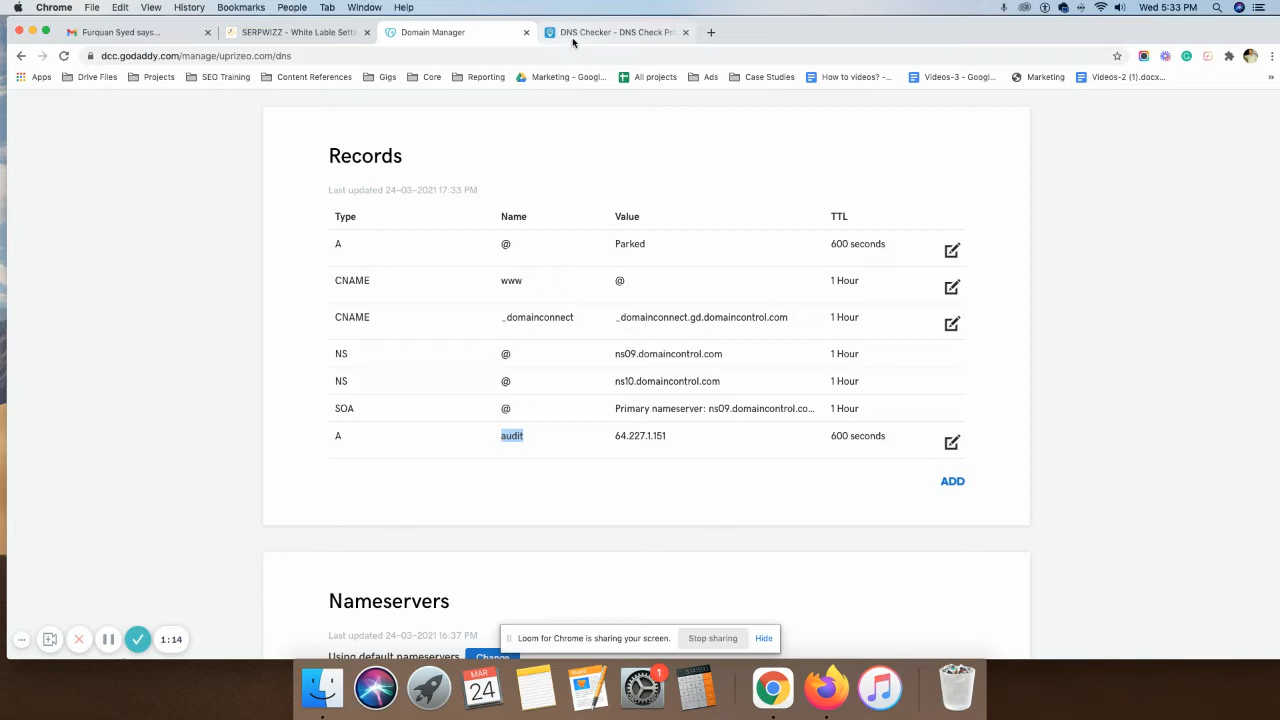 Chrome File Edit View History Bookmarks People Tab Window Help Wed 5:33 PM
Furquan Syed says... SERPWIZZ - White Lable Setti Domain Manager DNS Checker - DNS Check Pro
dcc.godaddy.com/manage/uprizeo.com/dns
Apps Drive Files Projects SEO Training Content References Gigs Core Reporting Marketing - Googl... All projects Ads Case Studies How to videos? -... Videos-3 - Googl... Marketing Videos-2 (1).docx... »
Records
Last updated 24-03-2021 17:33 PM
Type Name Value TTL
A @ Parked 600 seconds
CNAME www @ 1 Hour
CNAME _domainconnect _domainconnect.gd.domaincontrol.com 1 Hour
NS @ ns09.domaincontrol.com 1 Hour
NS @ ns10.domaincontrol.com 1 Hour
SOA @ Primary nameserver: ns09.domaincontrol.co... 1 Hour
A audit 64.227.1.151 600 seconds
ADD
Nameservers
Last updated 24-03-2021 16:37 PM
Using default nameservers Change
Loom for Chrome is sharing your screen. Stop sharing Hide
1:14
MAR
24
1